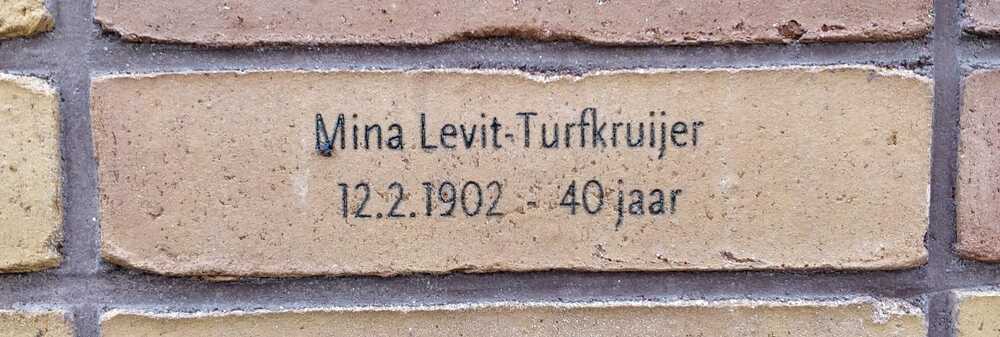 Mina Levit-Turfkruijer
12.2.1902 - 40 jaar